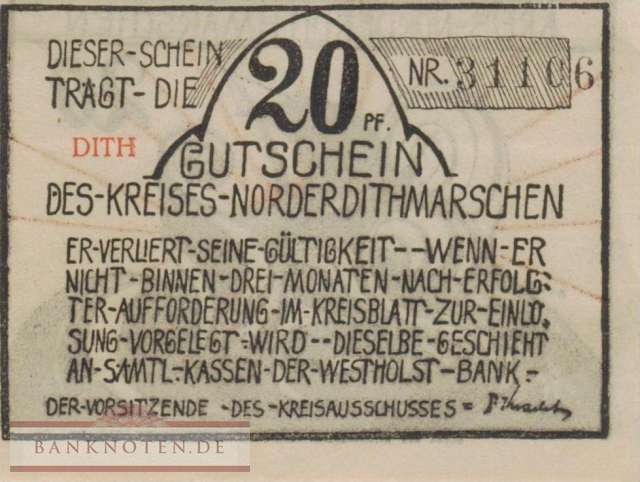 DIESER-SCHEIN
TRAGT-DIE
20 PF.
NR. 31106
DITH
GUTSCHEIN
DES-KREISES-NORDERDITHMARSCHEN
ER-VERLIERT-SEINE-GÜLTIGKEIT--WENN-ER
NICHT-BINNEN-DREI-MONATEN-NACH-ERFOLG-
TER-AUFFORDERUNG-IM-KREISBLATT-ZUR-EINLÖ-
SUNG-VORGELEGT-WIRD--DIESELBE-GESCHIEHT
AN-SAMTL.-KASSEN-DER-WESTHOLST-BANK.-
DER-VORSITZENDE-DES-KREISAUSSCHUSSES=
BANKNOTEN.DE